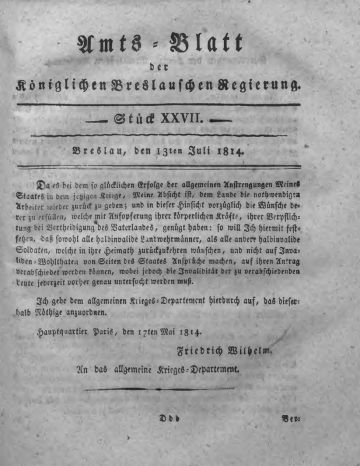 Amts-Blatt
der
Königlichen Breslauschen Regierung.
Stück XXVII.
Breslau, den 13ten Juli 1814.
Da es bei dem so glücklichen Erfolge der allgemeinen Anstrengungen Meines
Staates in dem jetzigen Kriege, Meine Absicht ist, dem Lande die nothwendigen
Arbeiter wieder zurück zu geben; und in dieser Hinsicht vorzüglich die Wünsche de-
rer zu erfüllen, welche mit Aufopferung ihrer körperlichen Kräfte, ihrer Verpflich-
tung bei Vertheidigung des Vaterlandes, genügt haben: so will Ich hiermit fest-
setzen, daß sowohl alle halbinvalide Landwehrmänner, als alle andere halbinvalide
Soldaten, welche in ihre Heimath zurückzukehren wünschen, und nicht auf Inva-
liden-Wohlthaten von Seiten des Staates Ansprüche machen, auf ihren Antrag
verabschiedet werden können, wobei jedoch die Invalidität der zu verabschiedenden
Leute jederzeit vorher genau untersucht werden muß.
Ich gebe dem allgemeinen Krieges-Departement hierdurch auf, das dieser-
halb Nöthige anzuordnen.
Hauptquartier Paris, den 17ten Mai 1814.
Friedrich Wilhelm.
An das allgemeine Krieges-Departement.
Ddd Ver-